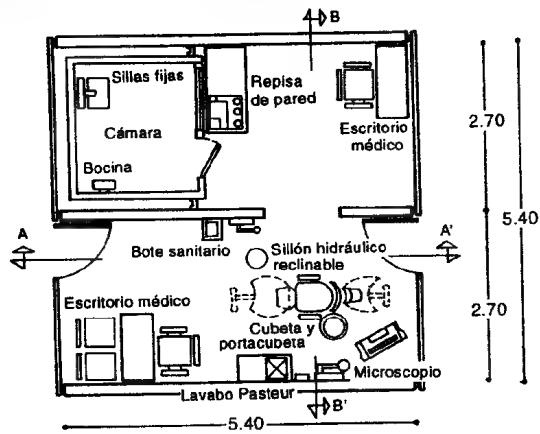 B
Sillas fijas
Repisa
de pared
Cámara
Escritorio
médico
2.70
Bocina
5.40
A
Bote sanitario
Sillón hidráulico
reclinable
A'
Escritorio médico
2.70
Cubeta y
portacubeta
Microscopio
Lavabo Pasteur
B'
5.40